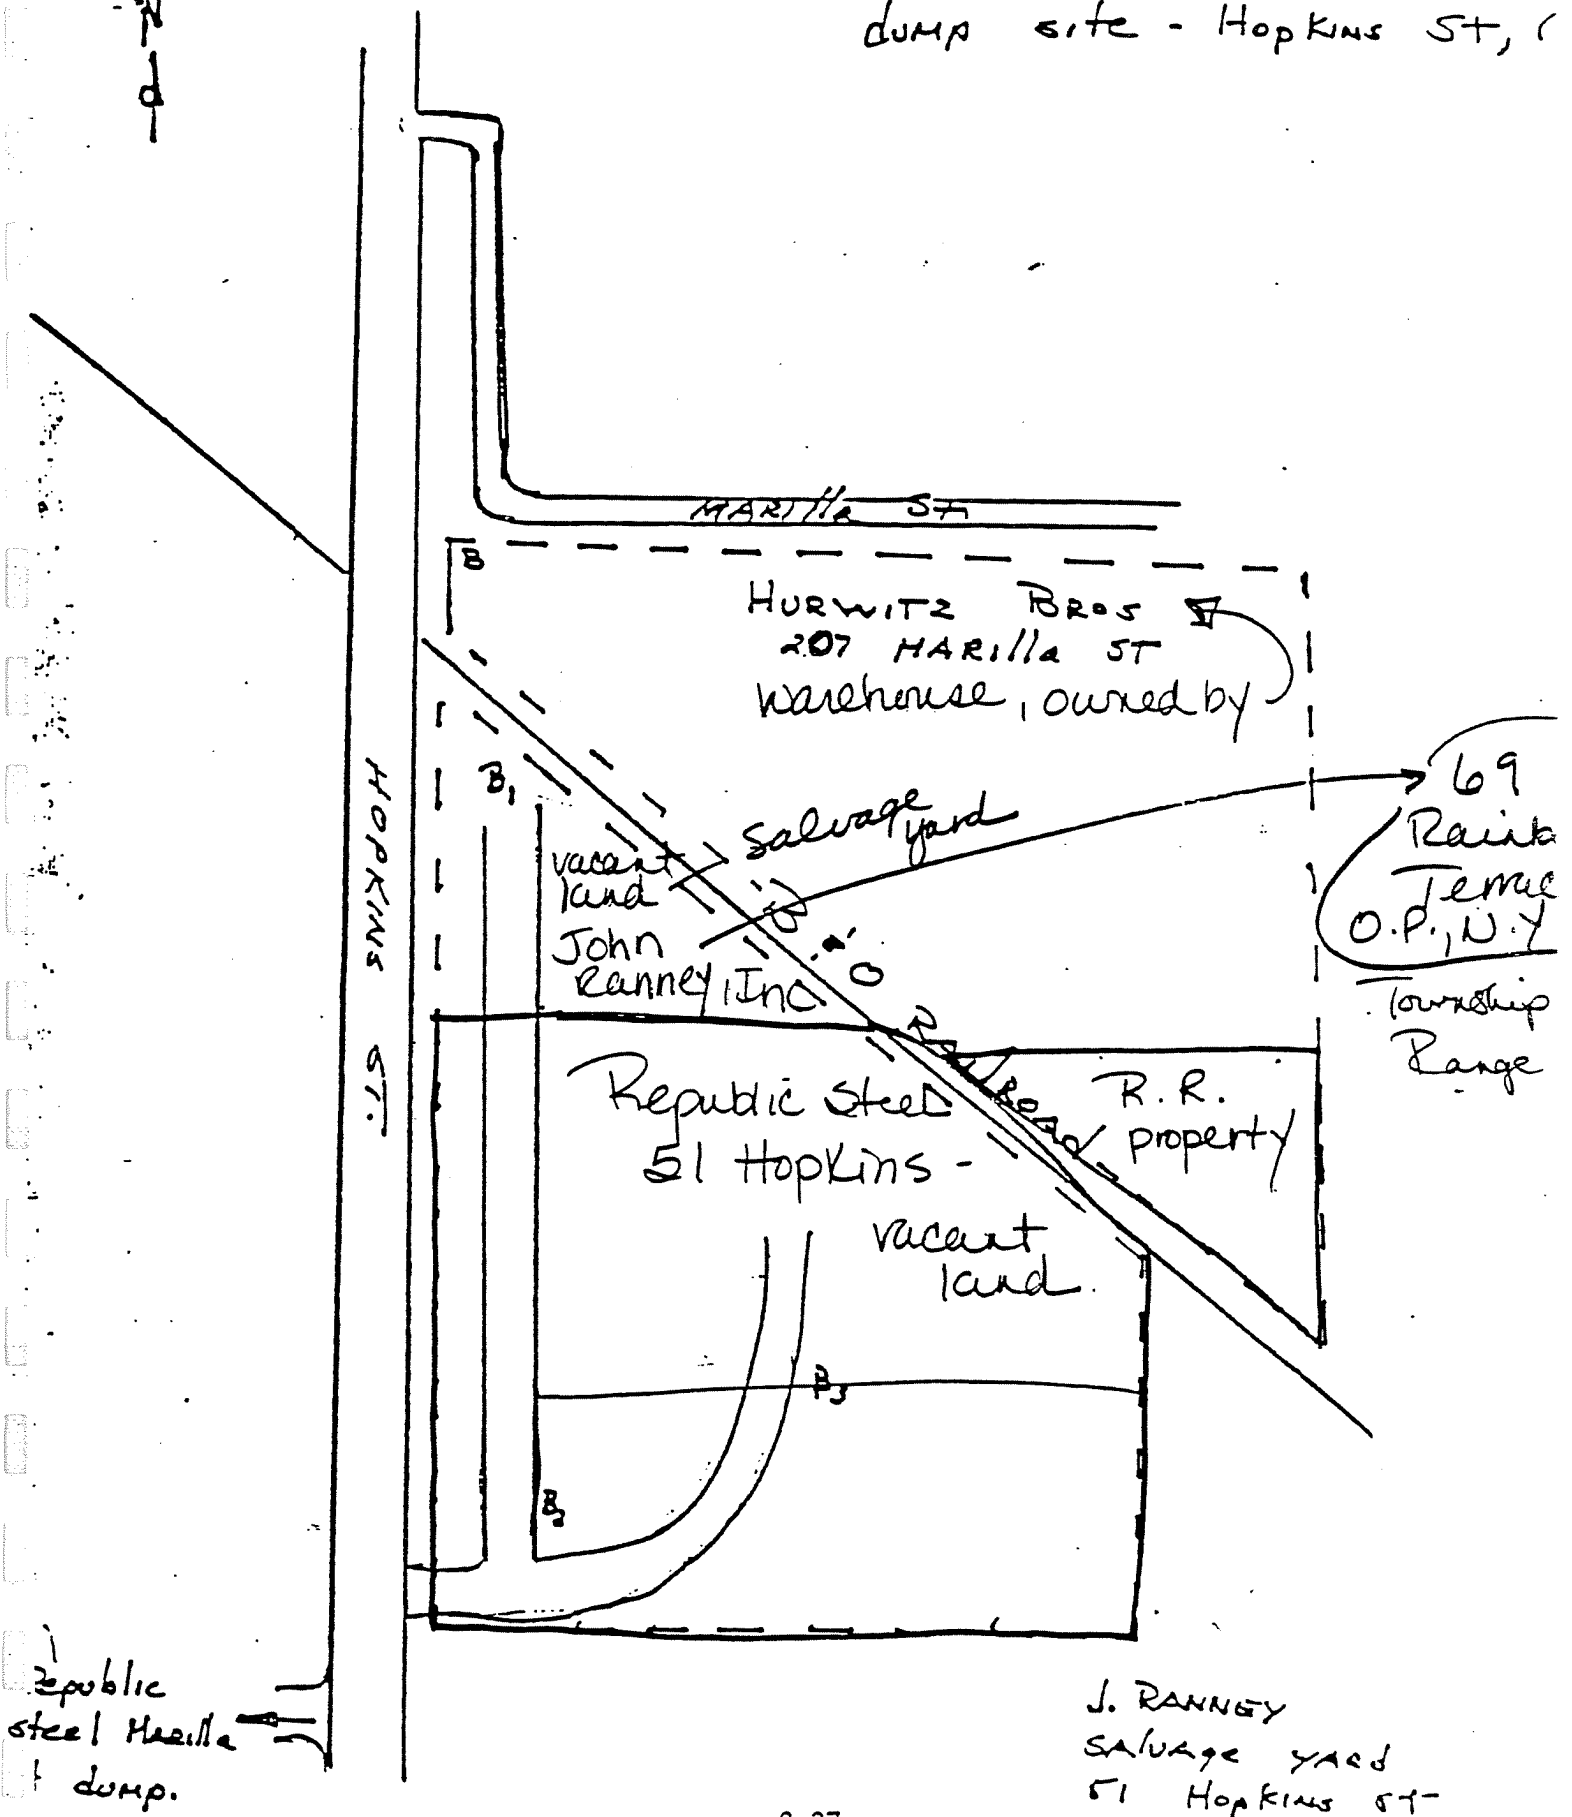 N
dump site - Hopkins St, (
MARilla ST
B
HURWITZ BROS
207 MARilla ST
Warehouse, owned by
B1
Salvage yard
69
vacant
land
Terrac
O.P., N.Y
John
Ranney, Inc
B & O
Township
Range
RAILROAD
HOPKINS ST.
Republic Steel
R.R.
property
51 Hopkins -
vacant
land.
B3
B2
Republic
steel Marilla
t dump.
J. RANNEY
SAlvAge yARd
51 HopKins ST